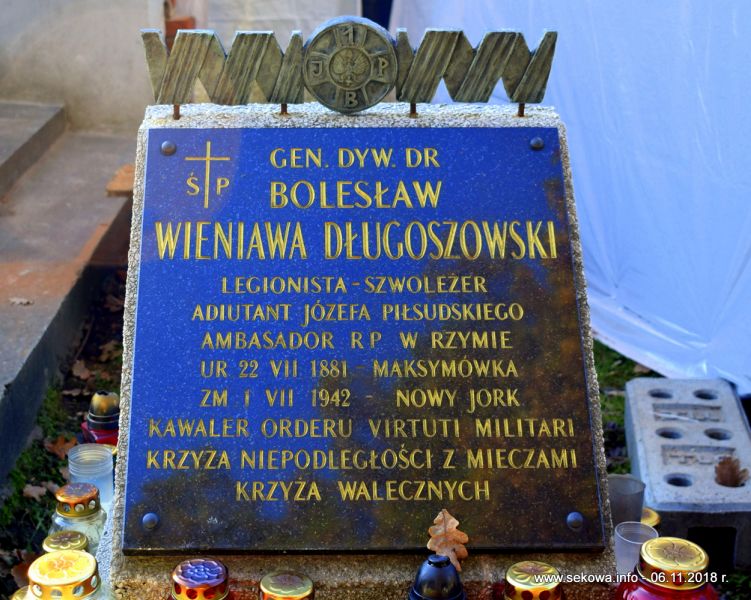 1
J P
B
Ś P
GEN. DYW. DR
BOLESŁAW
WIENIAWA DŁUGOSZOWSKI
LEGIONISTA - SZWOLEŻER
ADIUTANT JÓZEFA PIŁSUDSKIEGO
AMBASADOR R P W RZYMIE
UR 22 VII 1881 - MAKSYMÓWKA
ZM 1 VII 1942 - NOWY JORK
KAWALER ORDERU VIRTUTI MILITARI
KRZYŻA NIEPODLEGŁOŚCI Z MIECZAMI
KRZYŻA WALECZNYCH
www.sekowa.info - 06.11.2018 r.